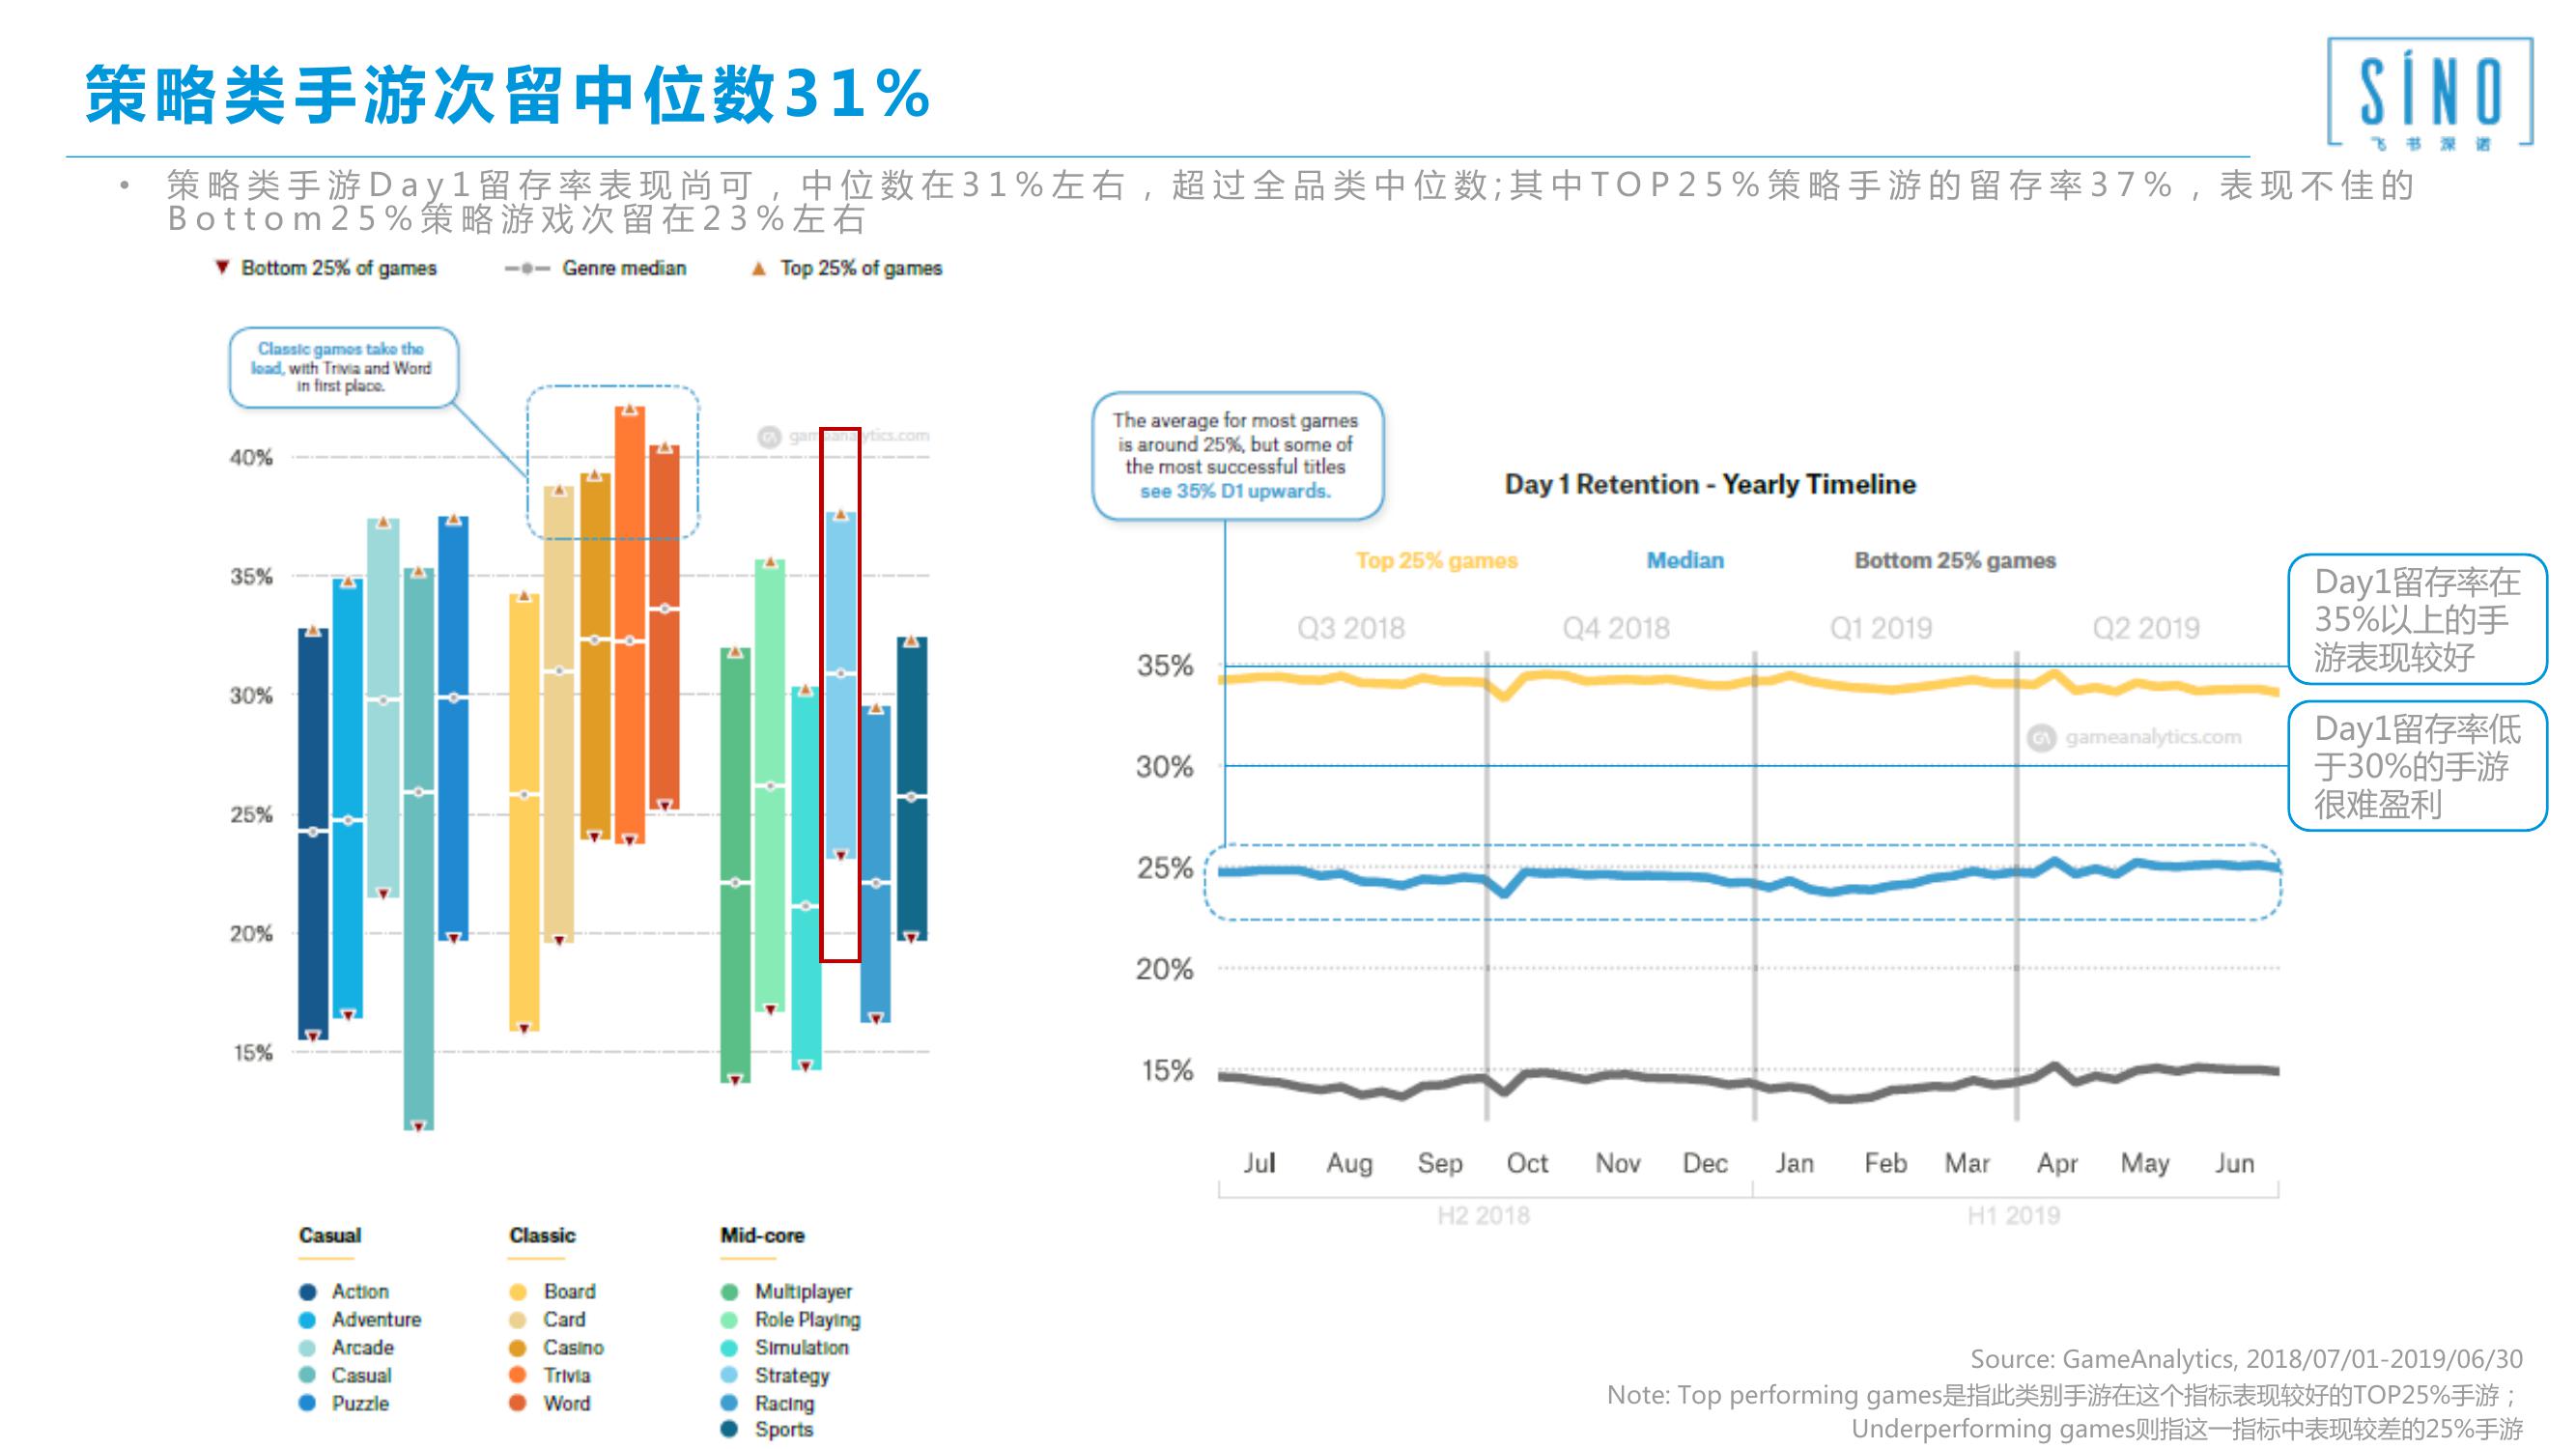 策略类手游次留中位数31%
SÍNO
飞书深诺
• 策略类手游Day1留存率表现尚可，中位数在31%左右，超过全品类中位数;其中TOP25%策略手游的留存率37%，表现不佳的
Bottom25%策略游戏次留在23%左右
Bottom 25% of games
Genre median
Top 25% of games
Classic games take the
lead, with Trivia and Word
in first place.
gameanalytics.com
40%
35%
30%
25%
20%
15%
Casual
Action
Adventure
Arcade
Casual
Puzzle
Classic
Board
Card
Casino
Trivia
Word
Mid-core
Multiplayer
Role Playing
Simulation
Strategy
Racing
Sports
The average for most games
is around 25%, but some of
the most successful titles
see 35% D1 upwards.
Day 1 Retention - Yearly Timeline
Top 25% games
Median
Bottom 25% games
Q3 2018
Q4 2018
Q1 2019
Q2 2019
35%
30%
25%
20%
15%
gameanalytics.com
Jul
Aug
Sep
Oct
Nov
Dec
Jan
Feb
Mar
Apr
May
Jun
H2 2018
H1 2019
Day1留存率在
35%以上的手
游表现较好
Day1留存率低
于30%的手游
很难盈利
Source: GameAnalytics, 2018/07/01-2019/06/30
Note: Top performing games是指此类别手游在这个指标表现较好的TOP25%手游；
Underperforming games则指这一指标中表现较差的25%手游